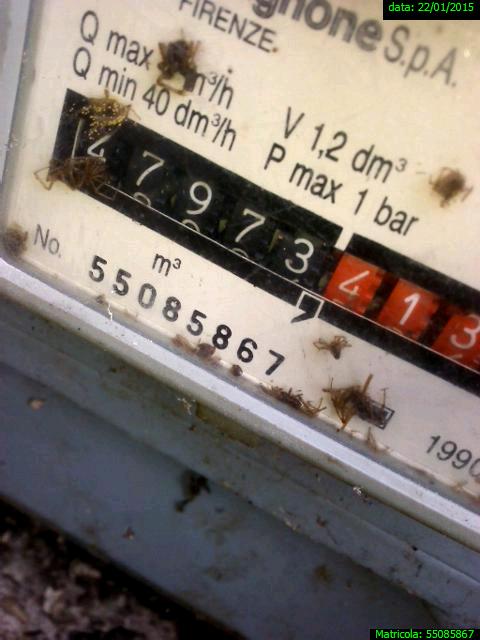 data: 22/01/2015
S.p.A.
FIRENZE
Q max m³/h
Q min 40 dm³/h
V 1,2 dm³
P max 1 bar
4 7 9 7 3 , 4 1 3
m³
No. 55085867
1990
Matricola: 55085867